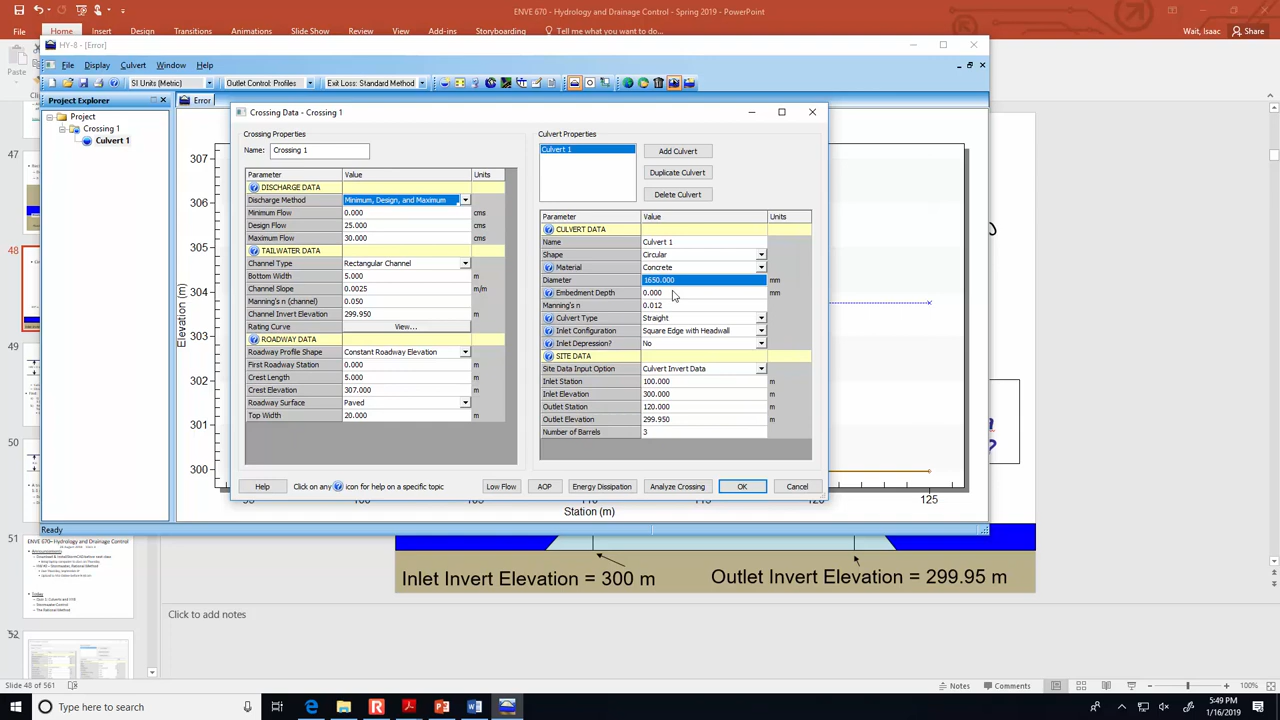 ENVE 670 - Hydrology and Drainage Control - Spring 2019 - PowerPoint
File Home Insert Draw Design Transitions Animations Slide Show Review View Add-ins Storyboarding Tell me what you want to do... Wait, Isaac Share
Paste
HY-8 - [Error]
File Display Culvert Window Help
SI Units (Metric) Outlet Control: Profiles Exit Loss: Standard Method
Project Explorer
Error
Project
Crossing 1
Culvert 1
Crossing Data - Crossing 1
Crossing Properties
Name: Crossing 1
Parameter Value Units
DISCHARGE DATA
Discharge Method Minimum, Design, and Maximum
Minimum Flow 0.000 cms
Design Flow 25.000 cms
Maximum Flow 30.000 cms
TAILWATER DATA
Channel Type Rectangular Channel
Bottom Width 5.000 m
Channel Slope 0.0025 m/m
Manning's n (channel) 0.050
Channel Invert Elevation 299.950 m
Rating Curve View...
ROADWAY DATA
Roadway Profile Shape Constant Roadway Elevation
First Roadway Station 0.000 m
Crest Length 5.000 m
Crest Elevation 307.000 m
Roadway Surface Paved
Top Width 20.000 m
Culvert Properties
Culvert 1
Add Culvert
Duplicate Culvert
Delete Culvert
Parameter Value Units
CULVERT DATA
Name Culvert 1
Shape Circular
Material Concrete
Diameter 1650.000 mm
Embedment Depth 0.000 mm
Manning's n 0.012
Culvert Type Straight
Inlet Configuration Square Edge with Headwall
Inlet Depression? No
SITE DATA
Site Data Input Option Culvert Invert Data
Inlet Station 100.000 m
Inlet Elevation 300.000 m
Outlet Station 120.000 m
Outlet Elevation 299.950 m
Number of Barrels 3
Help Click on any icon for help on a specific topic Low Flow AOP Energy Dissipation Analyze Crossing OK Cancel
Elevation (m)
307
306
305
304
303
302
301
300
125
Station (m)
Ready
47
48
49
50
51
52
ENVE 670: Hydrology and Drainage Control
Announcements
Today
The Rational Method
Inlet Invert Elevation = 300 m
Outlet Invert Elevation = 299.95 m
Click to add notes
Slide 48 of 561 Notes Comments 100%
Type here to search
5:49 PM
1/16/2019